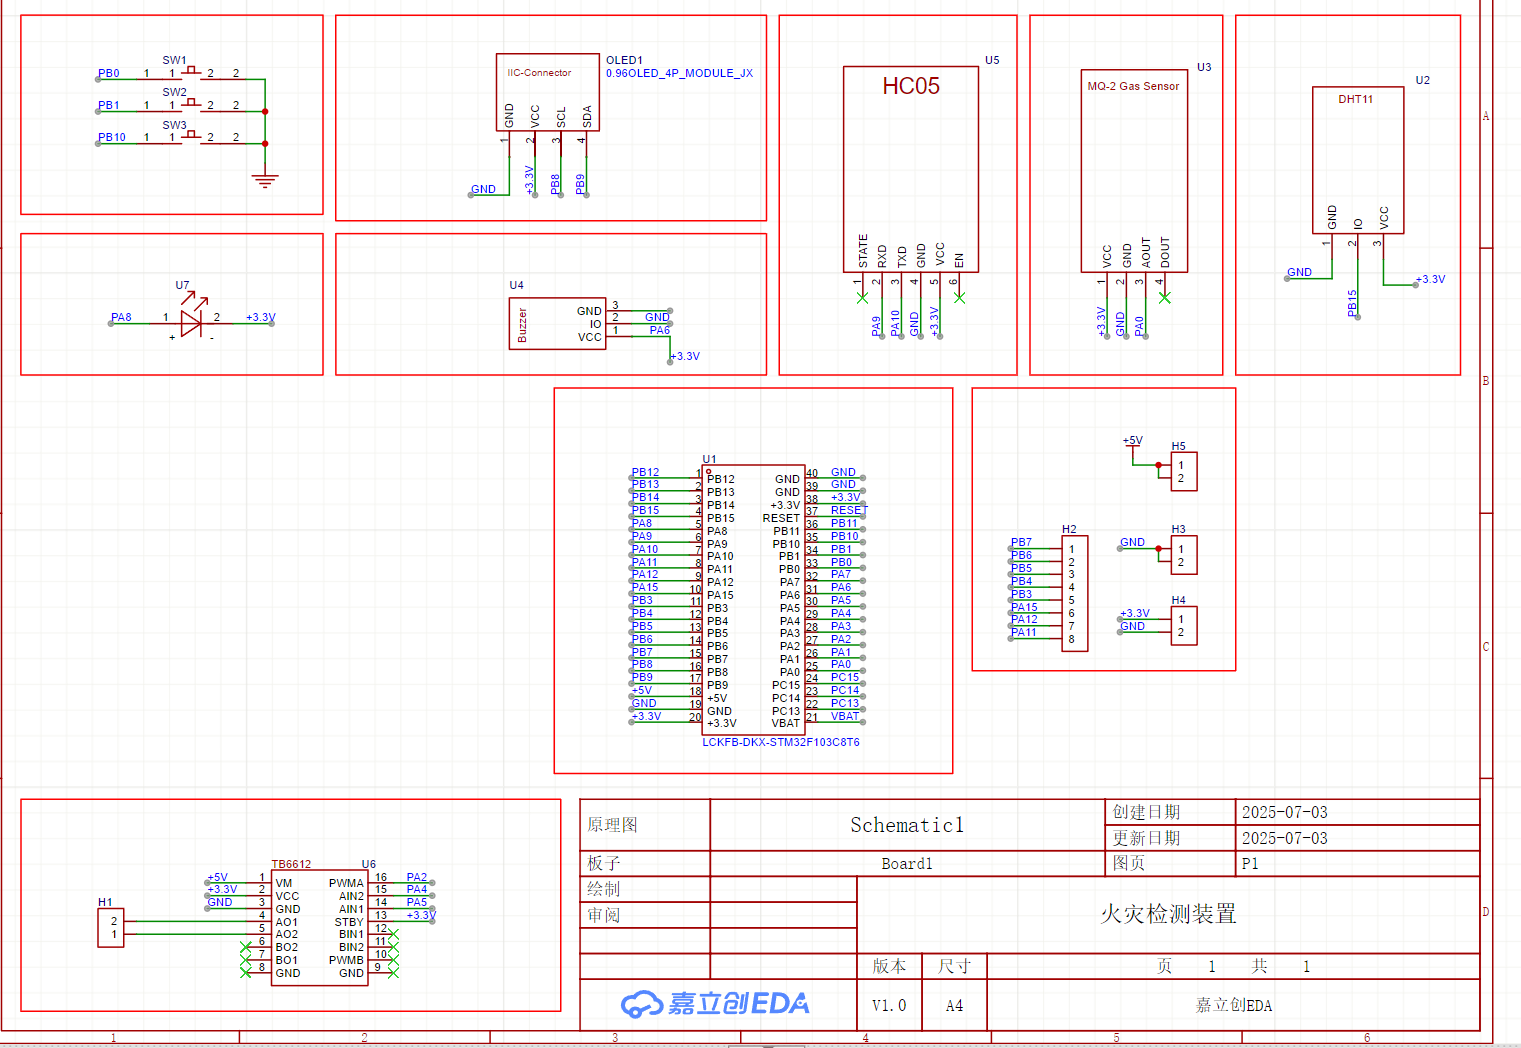 SW1
PB0 1 1 2 2
SW2
PB1 1 1 2 2
SW3
PB10 1 1 2 2
OLED1
0.96OLED_4P_MODULE_JX
IIC-Connector
GND VCC SCL SDA
1 2 3 4
GND +3.3V PB8 PB9
U5
HC05
STATE RXD TXD GND VCC EN
1 2 3 4 5 6
PA9 PA10 GND +3.3V
U3
MQ-2 Gas Sensor
VCC GND AOUT DOUT
1 2 3 4
+3.3V GND PA0
U2
DHT11
GND IO VCC
1 2 3
GND PB15 +3.3V
A
U7
PA8 1 2 +3.3V
+ -
U4
Buzzer
GND 3
IO 2 GND
VCC 1 PA6
+3.3V
B
U1
PB12 1 PB12 GND 40 GND
PB13 2 PB13 GND 39 GND
PB14 3 PB14 +3.3V 38 +3.3V
PB15 4 PB15 RESET 37 RESET
PA8 5 PA8 PB11 36 PB11
PA9 6 PA9 PB10 35 PB10
PA10 7 PA10 PB1 34 PB1
PA11 8 PA11 PB0 33 PB0
PA12 9 PA12 PA7 32 PA7
PA15 10 PA15 PA6 31 PA6
PB3 11 PB3 PA5 30 PA5
PB4 12 PB4 PA4 29 PA4
PB5 13 PB5 PA3 28 PA3
PB6 14 PB6 PA2 27 PA2
PB7 15 PB7 PA1 26 PA1
PB8 16 PB8 PA0 25 PA0
PB9 17 PB9 PC15 24 PC15
+5V 18 +5V PC14 23 PC14
GND 19 GND PC13 22 PC13
+3.3V 20 +3.3V VBAT 21 VBAT
LCKFB-DKX-STM32F103C8T6
+5V H5
1
2
H2
PB7 1
PB6 2
PB5 3
PB4 4
PB3 5
PA15 6
PA12 7
PA11 8
H3
GND 1
2
H4
+3.3V 1
GND 2
C
TB6612 U6
+5V 1 VM PWMA 16 PA2
+3.3V 2 VCC AIN2 15 PA4
GND 3 GND AIN1 14 PA5
4 AO1 STBY 13 +3.3V
5 AO2 BIN1 12
6 BO2 BIN2 11
7 BO1 PWMB 10
8 GND GND 9
H1
2
1
原理图 Schematic1 创建日期 2025-07-03
更新日期 2025-07-03
板子 Board1 图页 P1
绘制
审阅
火灾检测装置
D
版本 尺寸 页 1 共 1
嘉立创EDA V1.0 A4 嘉立创EDA
1 2 3 4 5 6